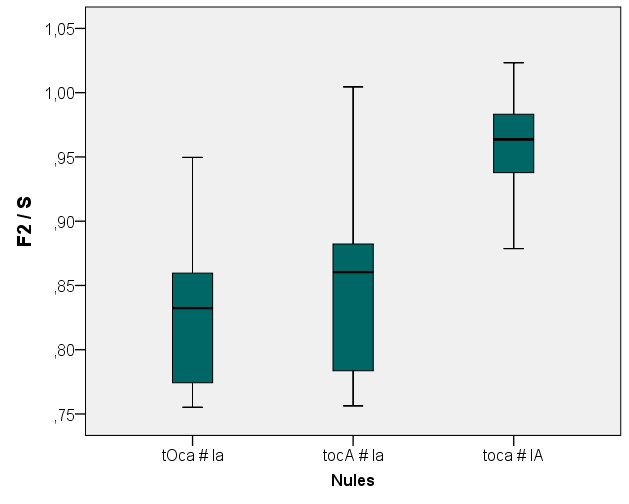 1,05
1,00
,95
,90
,85
,80
,75
F2 / S
tOca # la
tocA # la
toca # lA
Nules